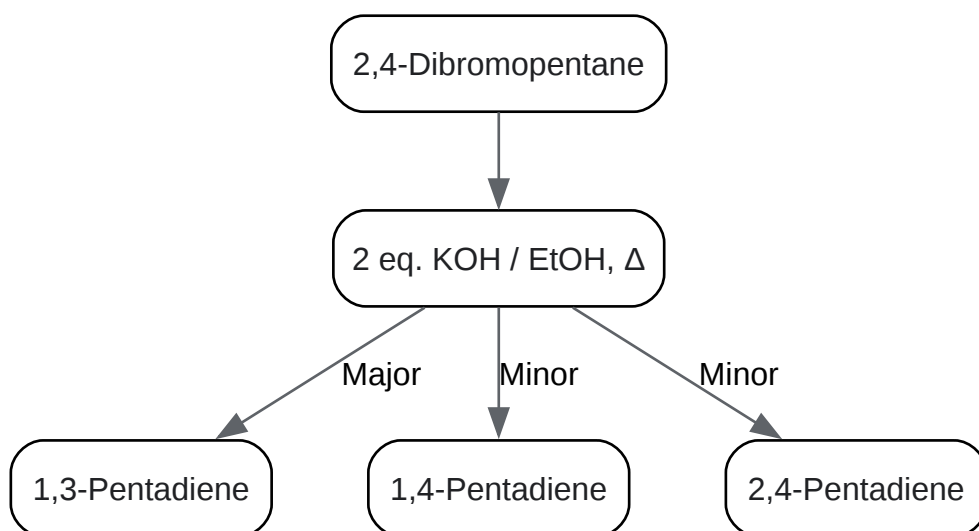 2,4-Dibromopentane
2 eq. KOH / EtOH, Δ
Major
Minor
Minor
1,3-Pentadiene
1,4-Pentadiene
2,4-Pentadiene